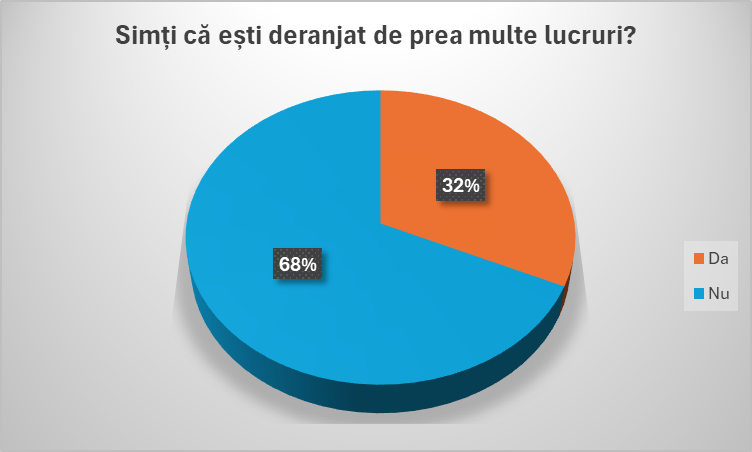 Simți că ești deranjat de prea multe lucruri?
32%
68%
Da
Nu